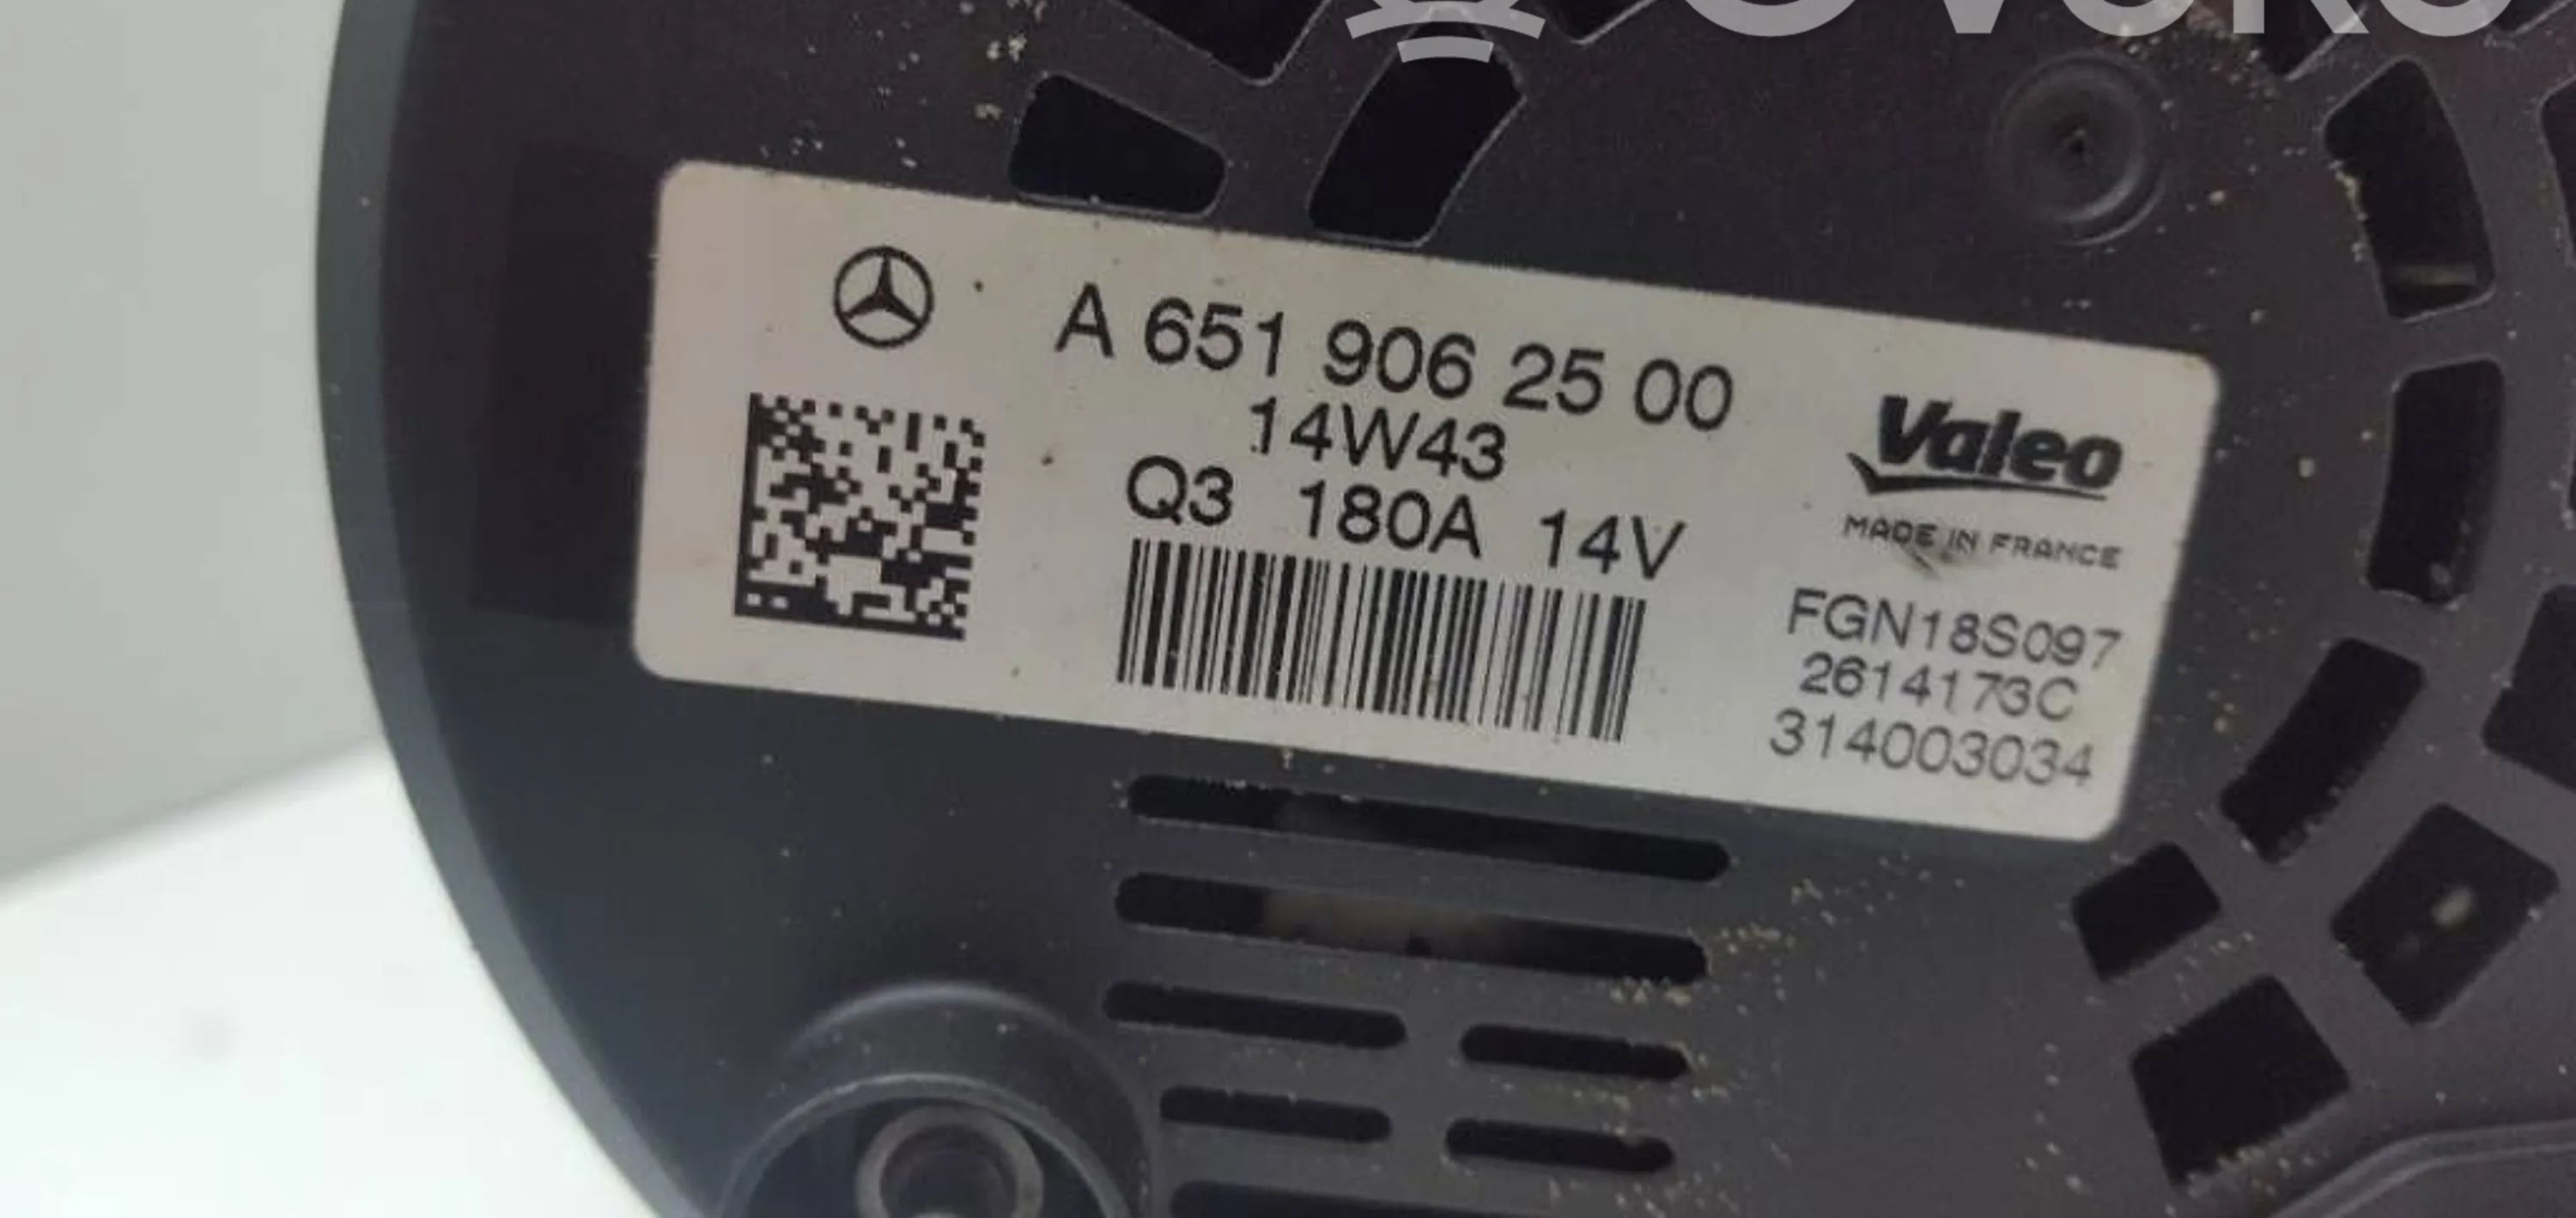 A 651 906 25 00
14W43
Q3 180A 14V
Valeo
MADE IN FRANCE
FGN18S097
2614173C
314003034